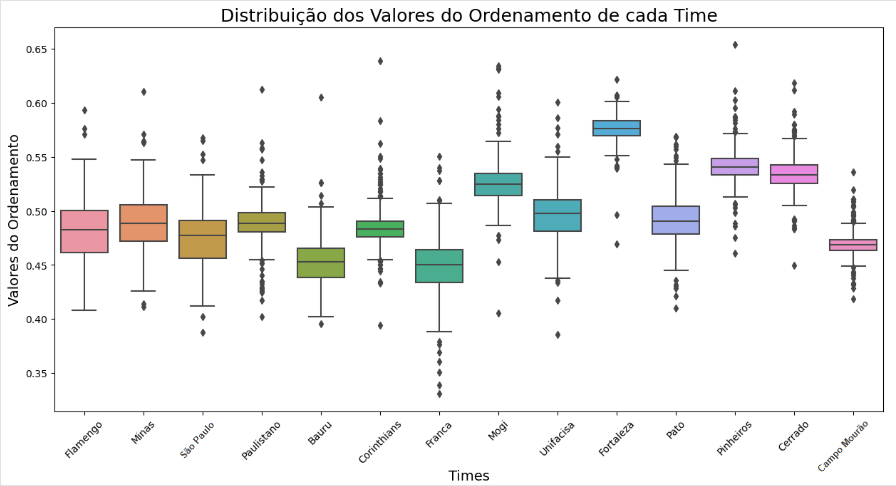 Distribuição dos Valores do Ordenamento de cada Time
Valores do Ordenamento
0.65
0.60
0.55
0.50
0.45
0.40
0.35
Flamengo
Minas
São Paulo
Paulistano
Bauru
Corinthians
Franca
Mogi
Unifacisa
Fortaleza
Pato
Pinheiros
Cerrado
Campo Mourão
Times